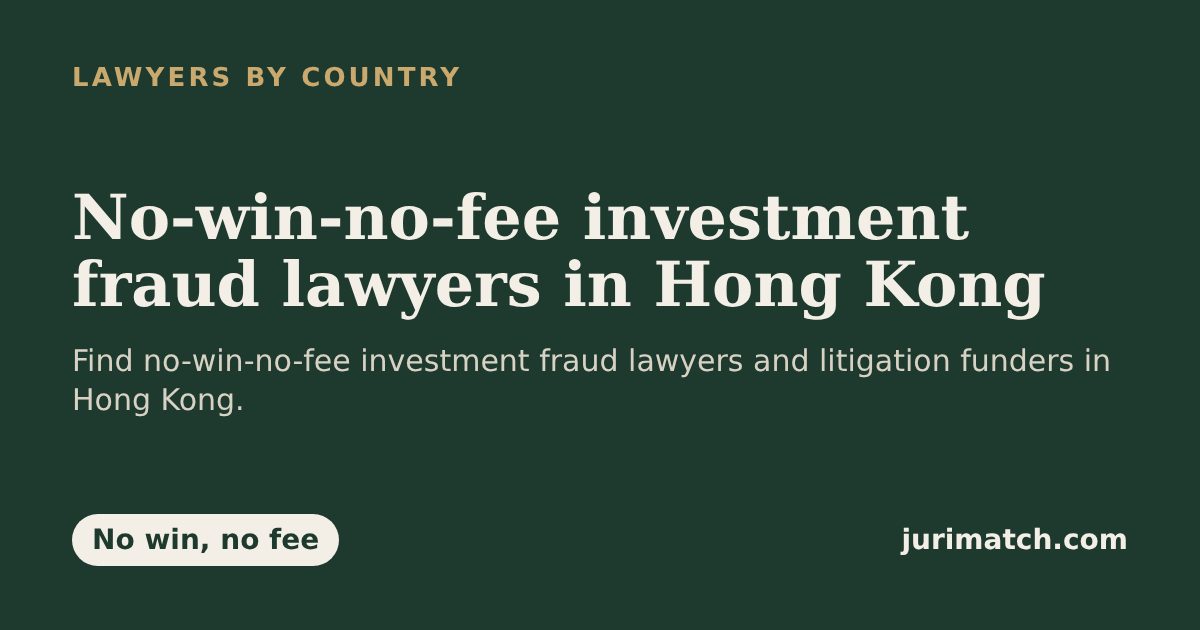 LAWYERS BY COUNTRY
No-win-no-fee investment
fraud lawyers in Hong Kong
Find no-win-no-fee investment fraud lawyers and litigation funders in
Hong Kong.
No win, no fee
jurimatch.com